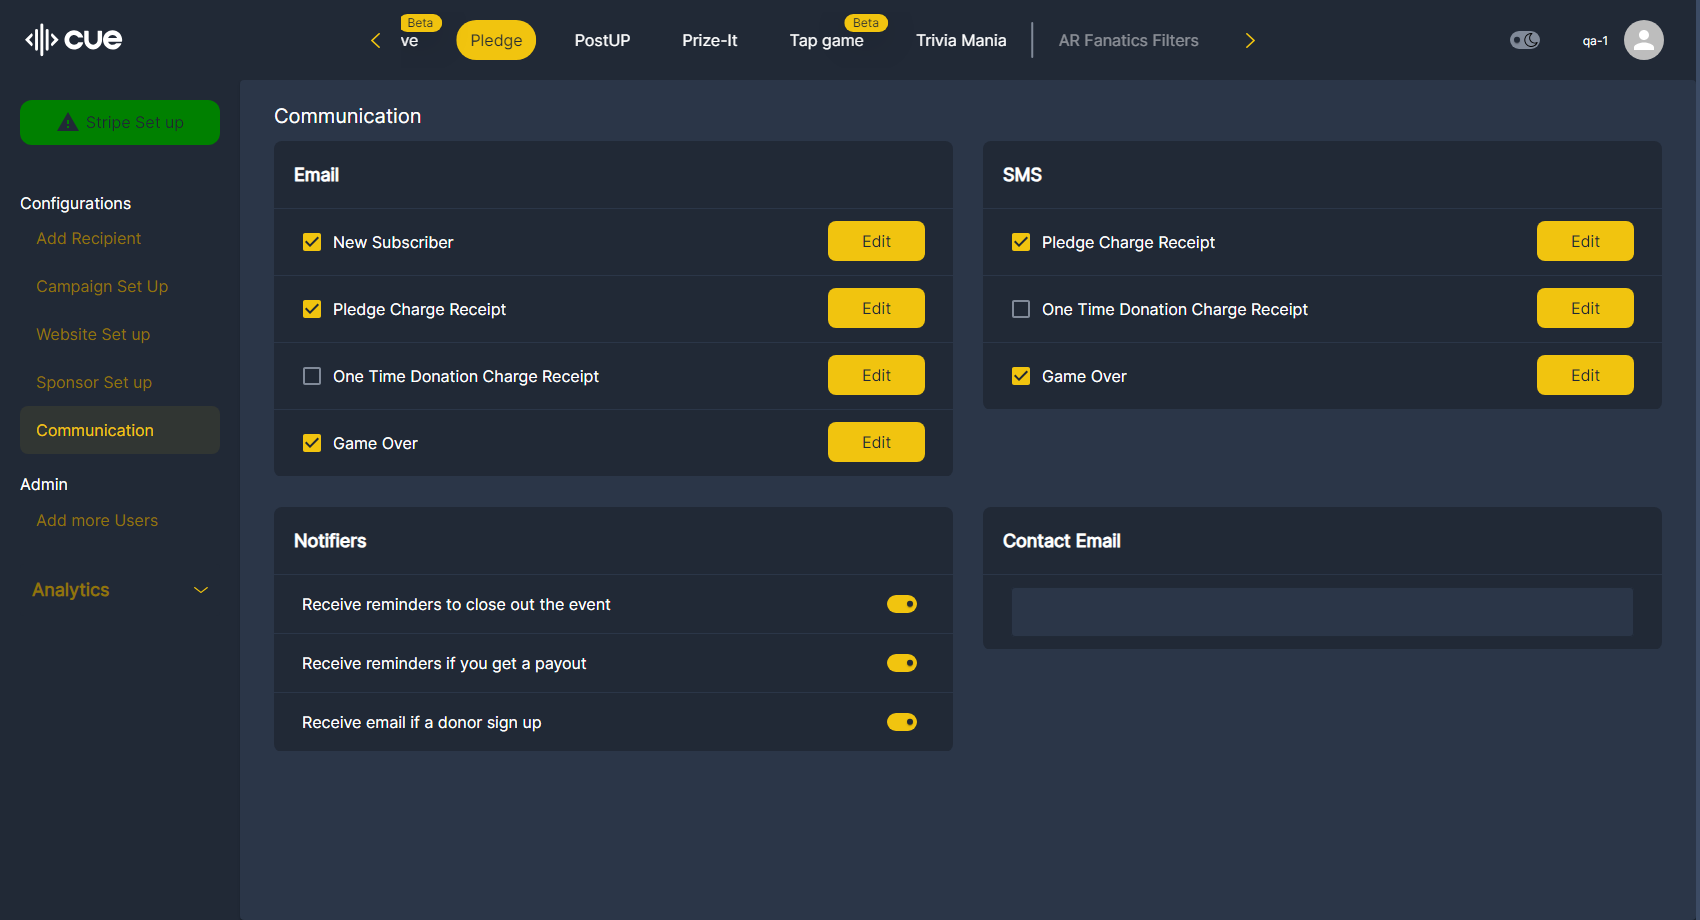 cue
Beta
ve
Pledge
PostUP
Prize-It
Tap game
Beta
Trivia Mania
AR Fanatics Filters
qa-1
Stripe Set up
Configurations
Add Recipient
Campaign Set Up
Website Set up
Sponsor Set up
Communication
Admin
Add more Users
Analytics
Communication
Email
New Subscriber
Edit
Pledge Charge Receipt
Edit
One Time Donation Charge Receipt
Edit
Game Over
Edit
SMS
Pledge Charge Receipt
Edit
One Time Donation Charge Receipt
Edit
Game Over
Edit
Notifiers
Receive reminders to close out the event
Receive reminders if you get a payout
Receive email if a donor sign up
Contact Email